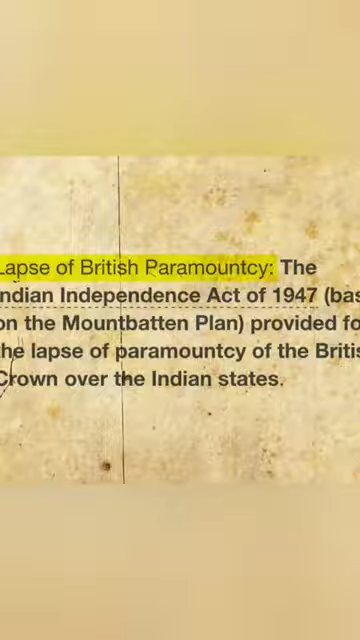 Lapse of British Paramountcy: The
ndian Independence Act of 1947 (bas
on the Mountbatten Plan) provided fo
the lapse of paramountcy of the Britis
Crown over the Indian states.